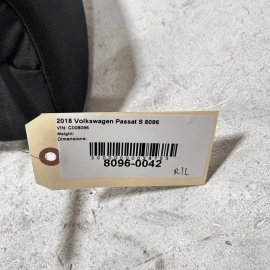 2018 Volkswagen Passat S 8096
VIN: C008096
Weight:
Dimensions:
8096-0042
R/L